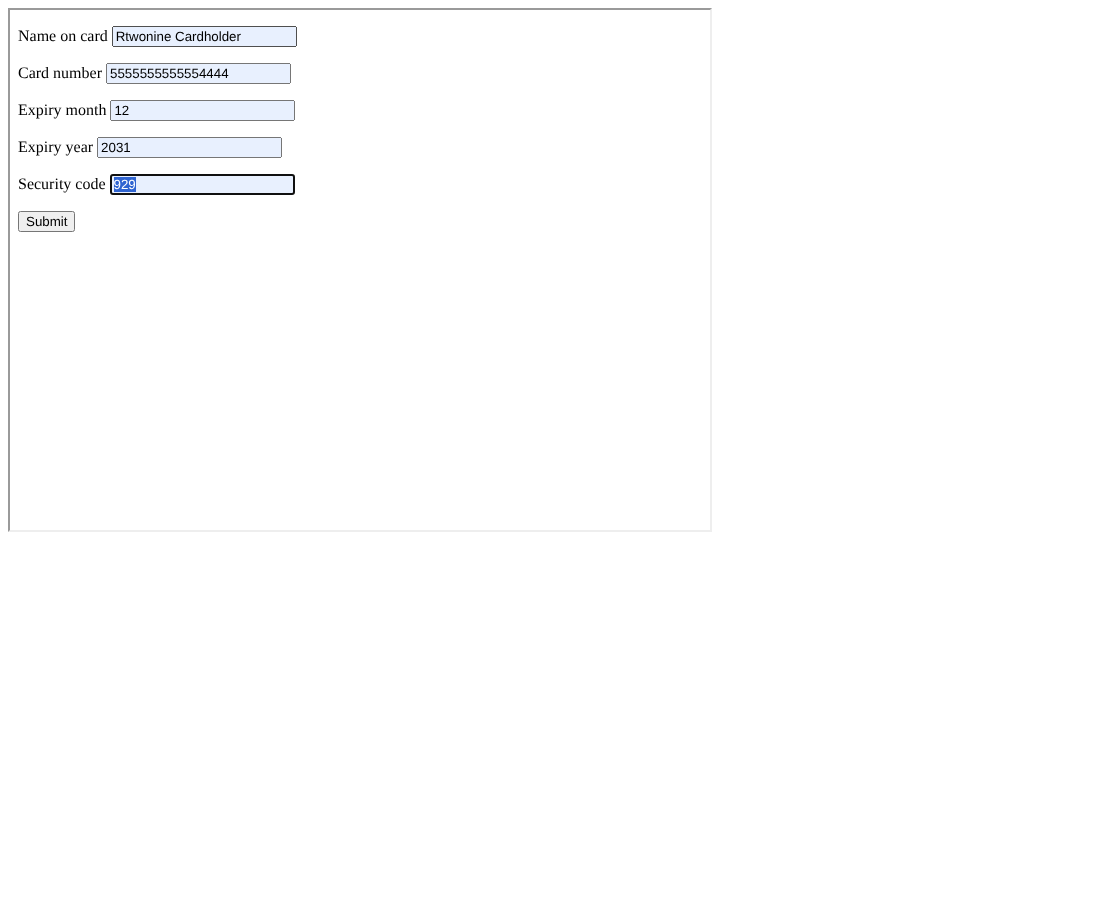 Name on card Rtwonine Cardholder
Card number 5555555555554444
Expiry month 12
Expiry year 2031
Security code 929
Submit